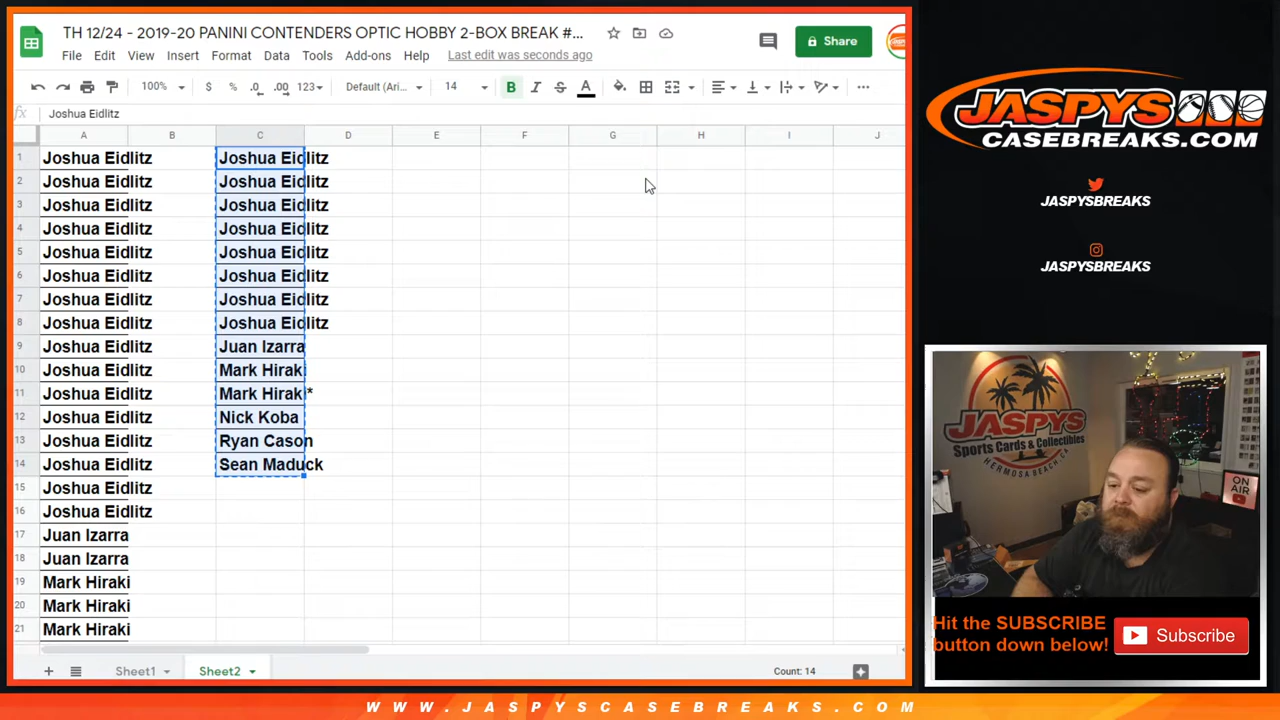 TH 12/24 - 2019-20 PANINI CONTENDERS OPTIC HOBBY 2-BOX BREAK #...
File Edit View Insert Format Data Tools Add-ons Help Last edit was seconds ago
Share
100% $ % .0 .00 123 Default (Ari... 14 B I S A
fx Joshua Eidlitz
A B C D E F G H I J
1 Joshua Eidlitz Joshua Eidlitz
2 Joshua Eidlitz Joshua Eidlitz
3 Joshua Eidlitz Joshua Eidlitz
4 Joshua Eidlitz Joshua Eidlitz
5 Joshua Eidlitz Joshua Eidlitz
6 Joshua Eidlitz Joshua Eidlitz
7 Joshua Eidlitz Joshua Eidlitz
8 Joshua Eidlitz Joshua Eidlitz
9 Joshua Eidlitz Juan Izarra
10 Joshua Eidlitz Mark Hiraki
11 Joshua Eidlitz Mark Hiraki*
12 Joshua Eidlitz Nick Koba
13 Joshua Eidlitz Ryan Cason
14 Joshua Eidlitz Sean Maduck
15 Joshua Eidlitz
16 Joshua Eidlitz
17 Juan Izarra
18 Juan Izarra
19 Mark Hiraki
20 Mark Hiraki
21 Mark Hiraki
Sheet1 Sheet2 Count: 14
JASPYS
CASEBREAKS.COM
JASPYSBREAKS
JASPYSBREAKS
JASPYS
Sports Cards & Collectibles
HERMOSA BEACH, CA
ON AIR
Hit the SUBSCRIBE
button down below!
Subscribe
WWW.JASPYSCASEBREAKS.COM